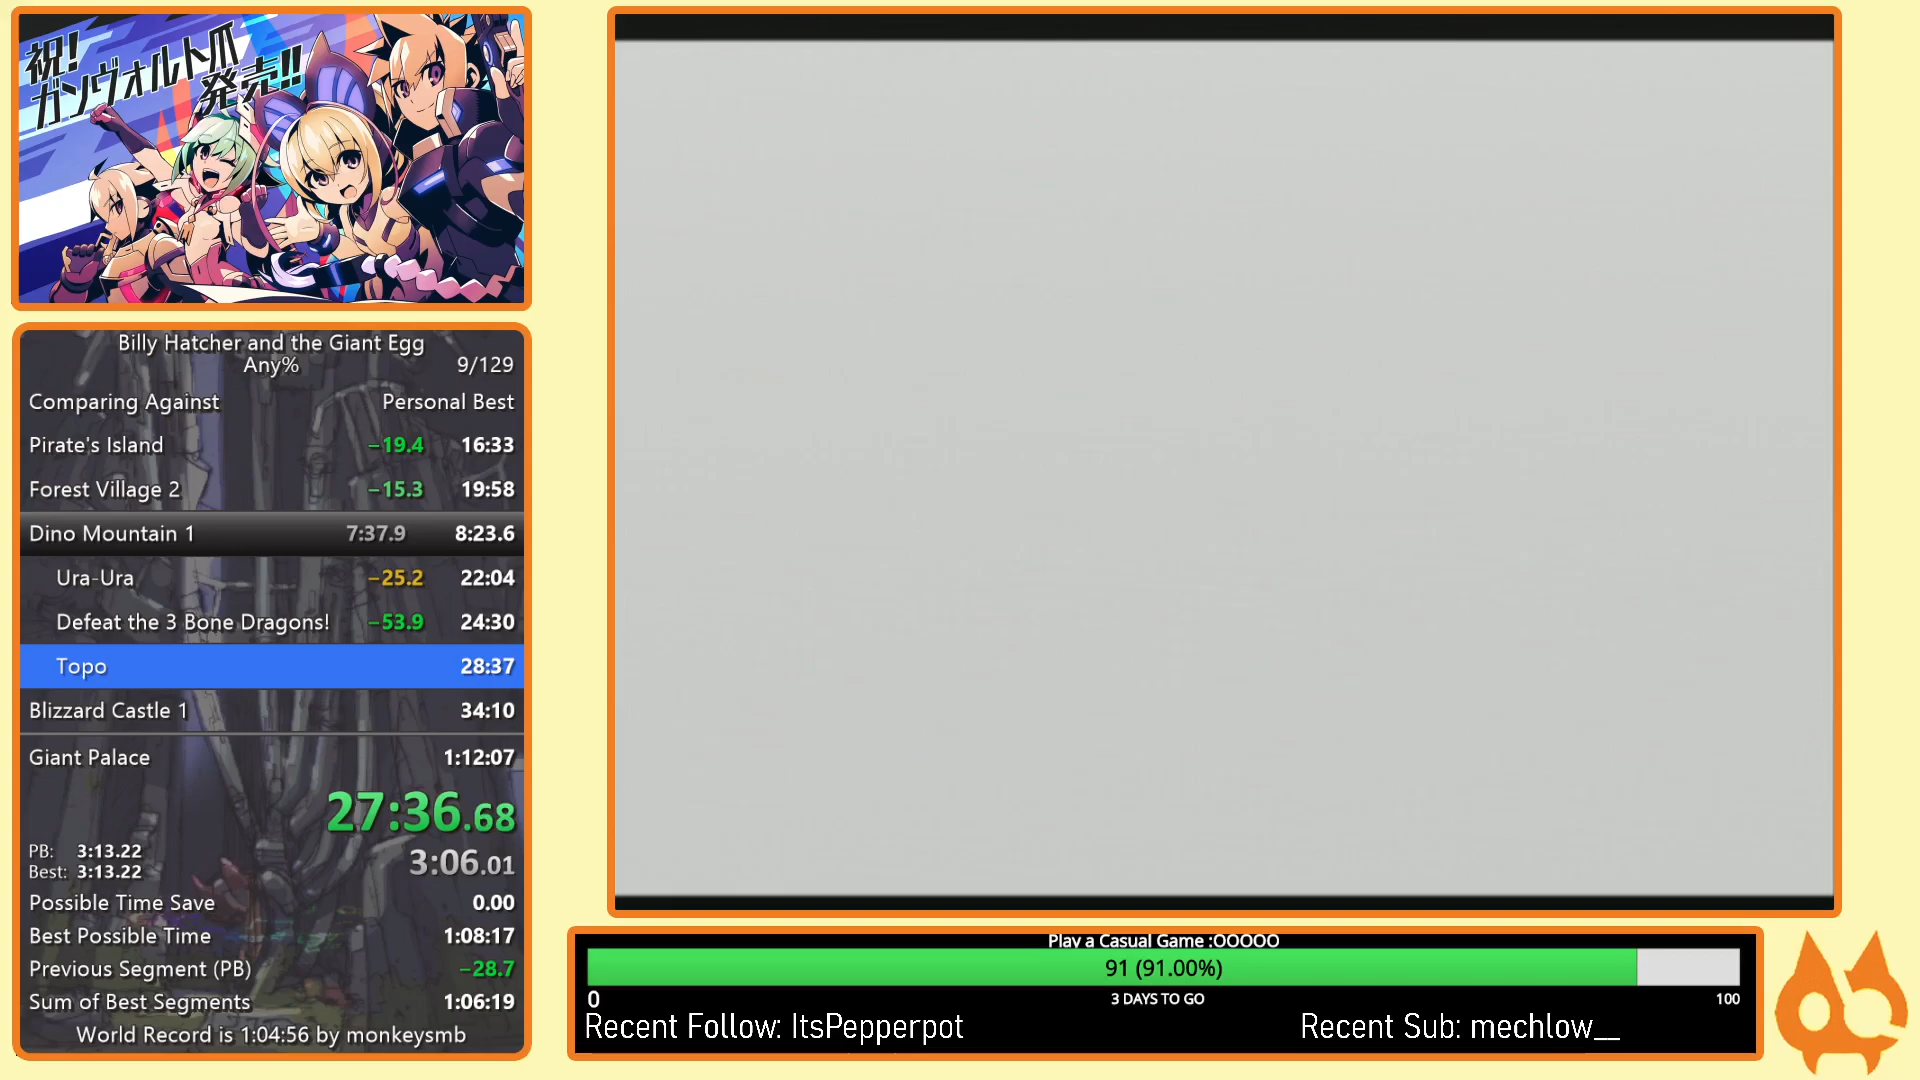 祝!
ガンヴォルト爪
発売!!
Billy Hatcher and the Giant Egg
Any% 9/129
Comparing Against Personal Best
Pirate's Island −19.4 16:33
Forest Village 2 −15.3 19:58
Dino Mountain 1 7:37.9 8:23.6
Ura-Ura −25.2 22:04
Defeat the 3 Bone Dragons! −53.9 24:30
Topo 28:37
Blizzard Castle 1 34:10
Giant Palace 1:12:07
27:36.68
PB: 3:13.22
Best: 3:13.22
3:06.01
Possible Time Save 0.00
Best Possible Time 1:08:17
Previous Segment (PB) −28.7
Sum of Best Segments 1:06:19
World Record is 1:04:56 by monkeysmb
Play a Casual Game :OOOOO
91 (91.00%)
0 3 DAYS TO GO 100
Recent Follow: ItsPepperpot Recent Sub: mechlow__